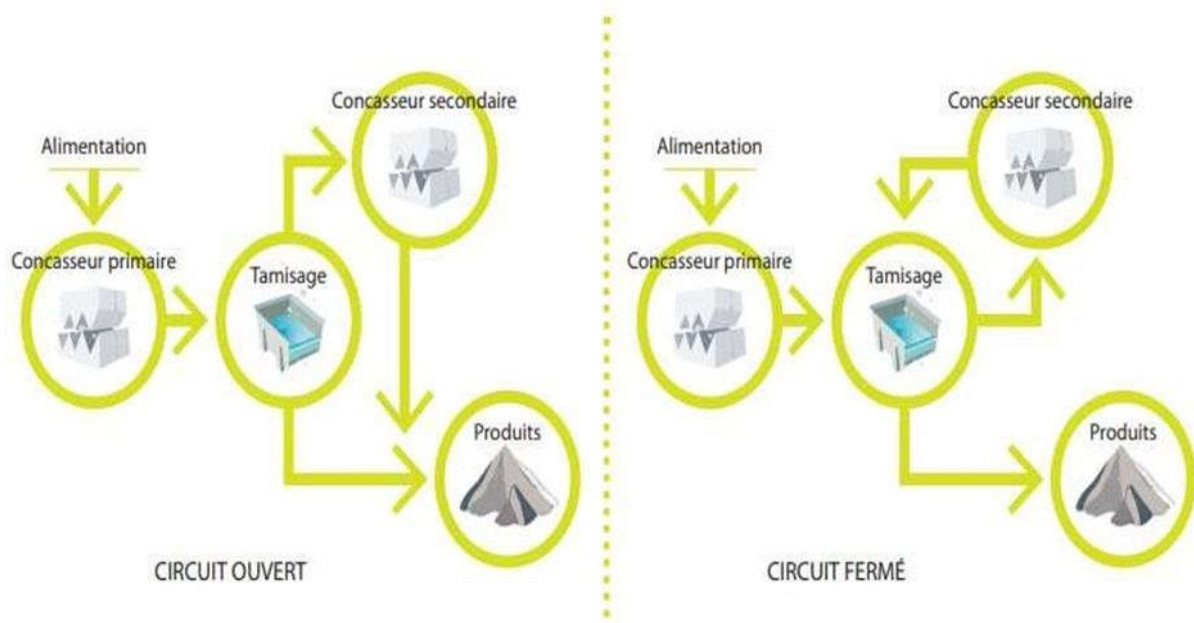 Concasseur secondaire
Alimentation
Concasseur primaire
Tamisage
Produits
CIRCUIT OUVERT
Concasseur secondaire
Alimentation
Concasseur primaire
Tamisage
Produits
CIRCUIT FERMÉ